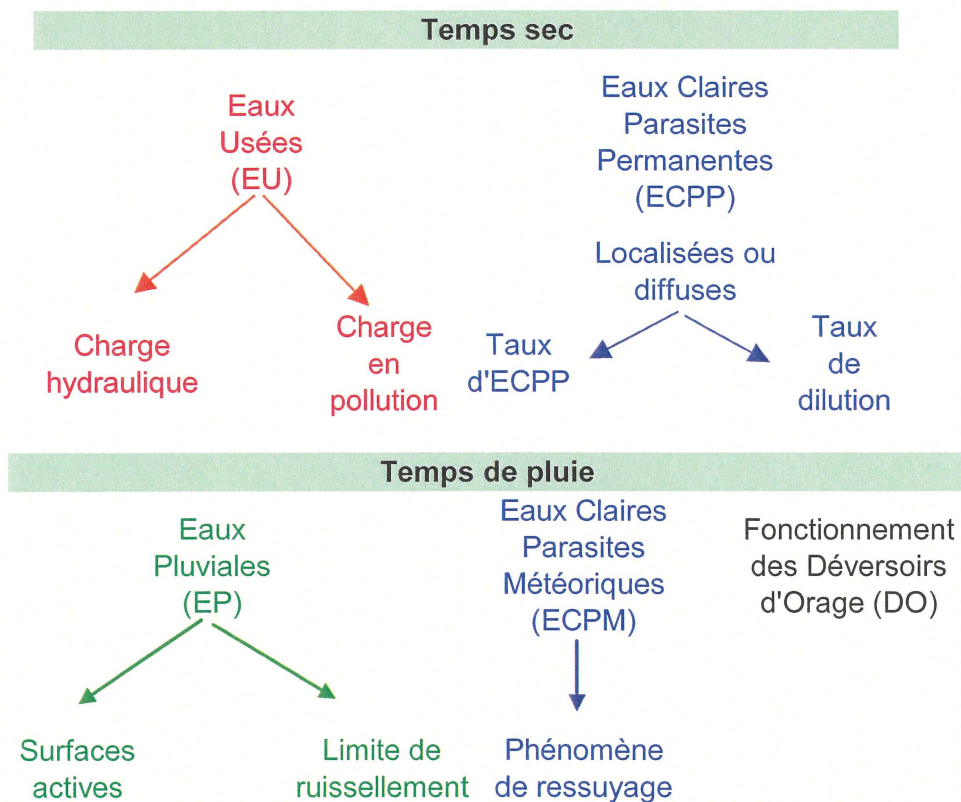 Temps sec
Eaux
Usées
(EU)
Eaux Claires
Parasites
Permanentes
(ECPP)
Localisées ou
diffuses
Charge
hydraulique
Charge
en
pollution
Taux
d'ECPP
Taux
de
dilution
Temps de pluie
Eaux
Pluviales
(EP)
Eaux Claires
Parasites
Météoriques
(ECPM)
Fonctionnement
des Déversoirs
d'Orage (DO)
Surfaces
actives
Limite de
ruissellement
Phénomène
de ressuyage